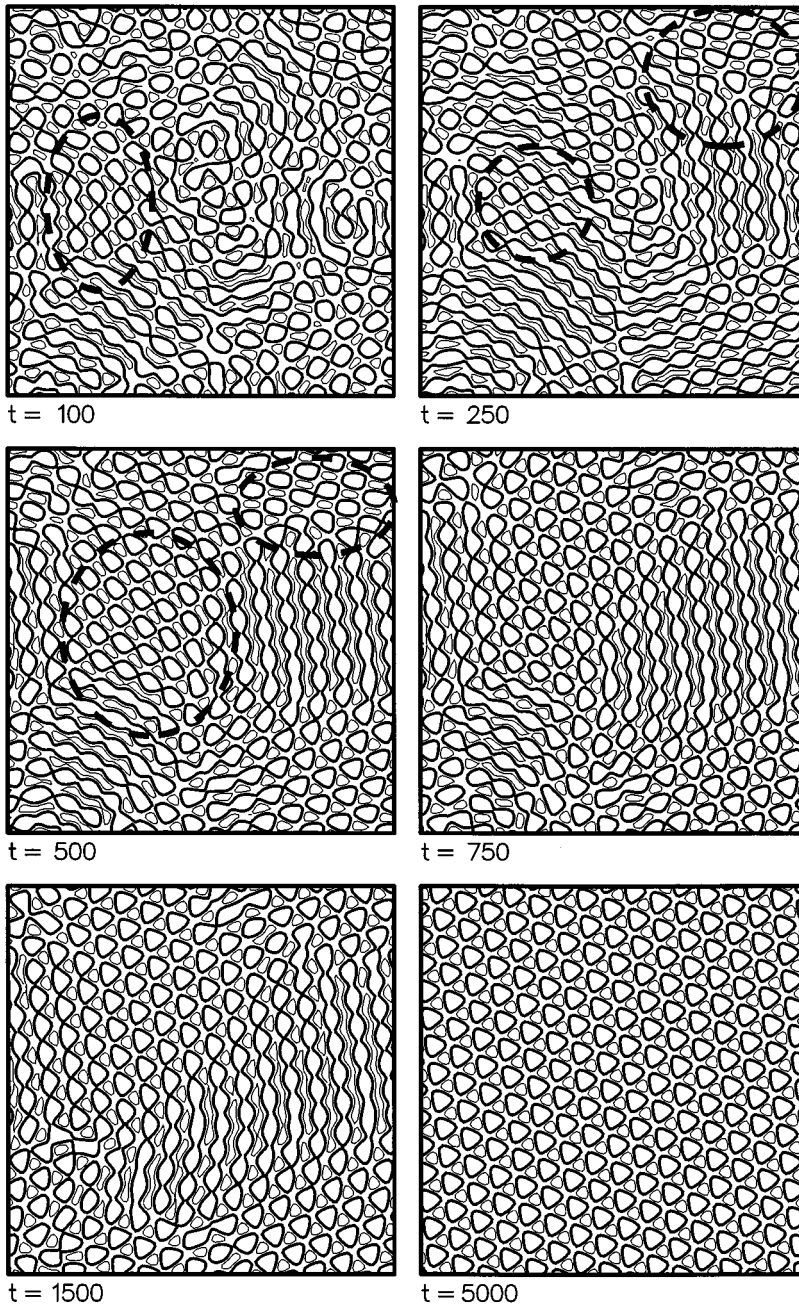 t = 100
t = 250
t = 500
t = 750
t = 1500
t = 5000